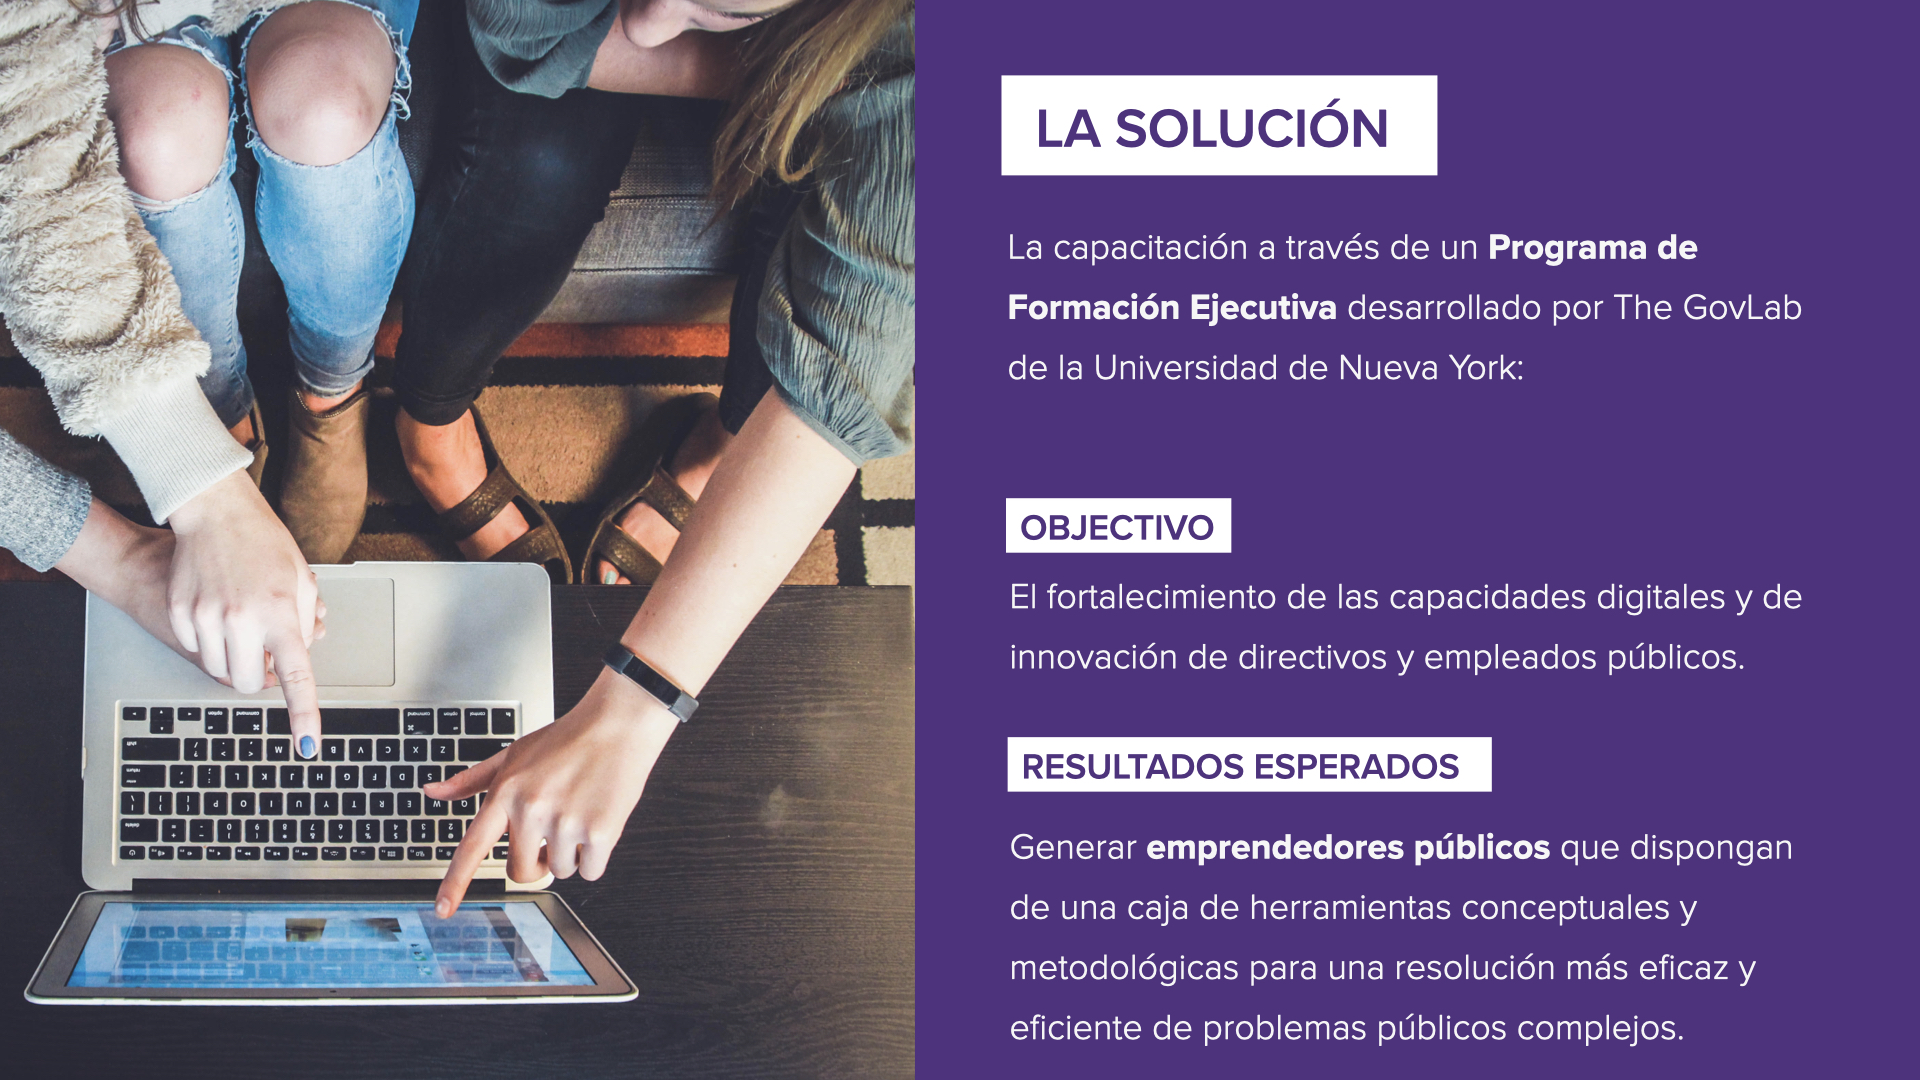 LA SOLUCIÓN
La capacitación a través de un Programa de
Formación Ejecutiva desarrollado por The GovLab
de la Universidad de Nueva York:
OBJECTIVO
El fortalecimiento de las capacidades digitales y de
innovación de directivos y empleados públicos.
RESULTADOS ESPERADOS
Generar emprendedores públicos que dispongan
de una caja de herramientas conceptuales y
metodológicas para una resolución más eficaz y
eficiente de problemas públicos complejos.